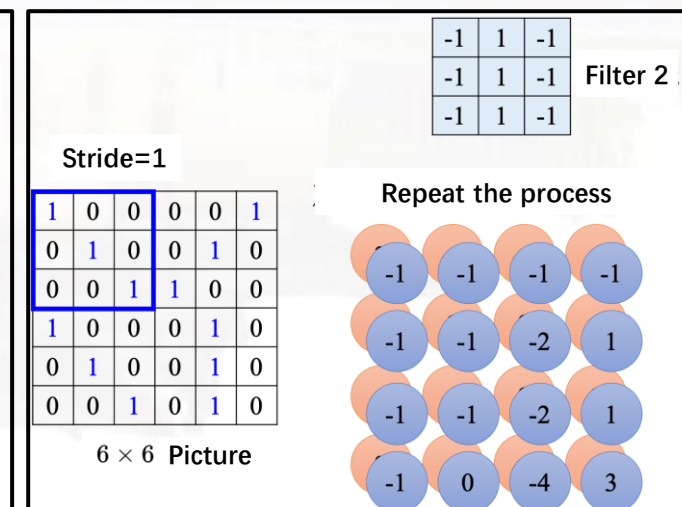 -1 1 -1
-1 1 -1
-1 1 -1
Filter 2
Stride=1
1 0 0 0 0 1
0 1 0 0 1 0
0 0 1 1 0 0
1 0 0 0 1 0
0 1 0 0 1 0
0 0 1 0 1 0
6 × 6 Picture
Repeat the process
-1 -1 -1 -1
-1 -1 -2 1
-1 -1 -2 1
-1 0 -4 3